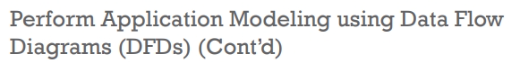 Perform Application Modeling using Data Flow
Diagrams (DFDs) (Cont’d)